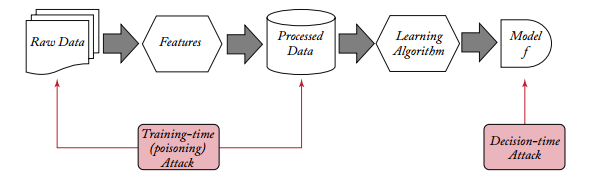 Raw Data
Features
Processed
Data
Learning
Algorithm
Model
f
Training-time
(poisoning)
Attack
Decision-time
Attack